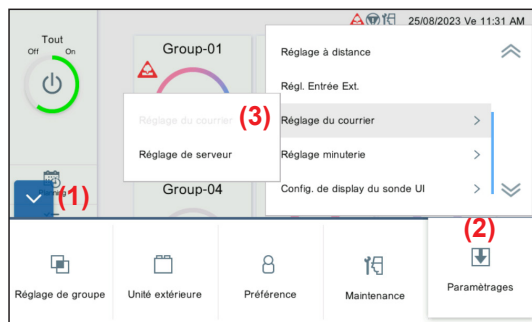 25/08/2023 Ve 11:31 AM
Tout
Off On
Group-01
Réglage à distance
Régl. Entrée Ext.
Réglage du courrier (3)
Réglage du courrier
Réglage de serveur
Réglage minuterie
Planning
(1)
Group-04
Config. de display du sonde UI
(2)
Réglage de groupe
Unité extérieure
Préférence
Maintenance
Paramètrages